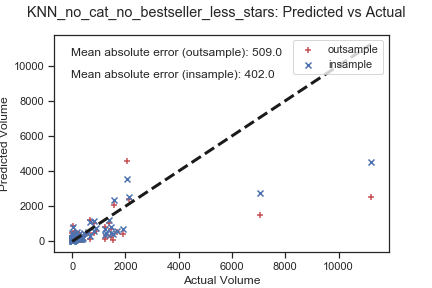 KNN_no_cat_no_bestseller_less_stars: Predicted vs Actual
Mean absolute error (outsample): 509.0
Mean absolute error (insample): 402.0
outsample
insample
10000
8000
6000
4000
2000
0
Predicted Volume
0 2000 4000 6000 8000 10000
Actual Volume